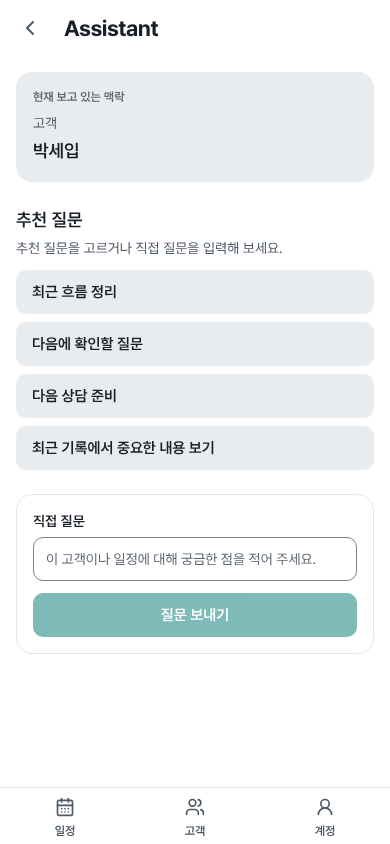 Assistant
현재 보고 있는 맥락
고객
박세입
추천 질문
추천 질문을 고르거나 직접 질문을 입력해 보세요.
최근 흐름 정리
다음에 확인할 질문
다음 상담 준비
최근 기록에서 중요한 내용 보기
직접 질문
이 고객이나 일정에 대해 궁금한 점을 적어 주세요.
질문 보내기
일정
고객
계정